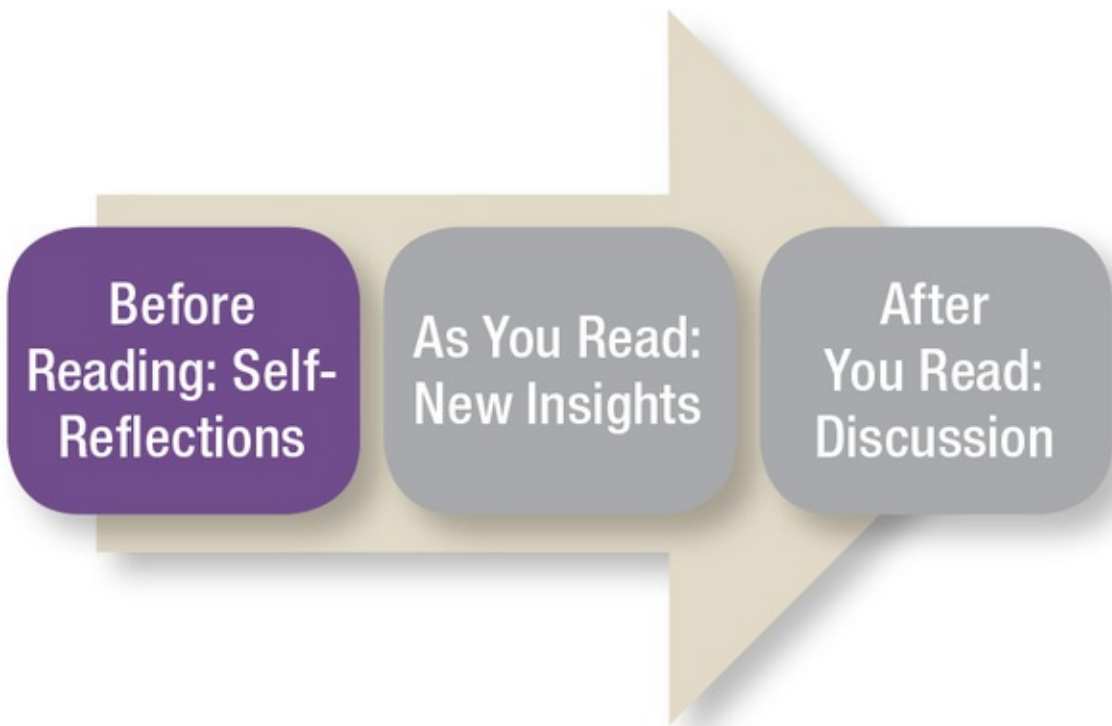 Before
Reading: Self-
Reflections
As You Read:
New Insights
After
You Read:
Discussion